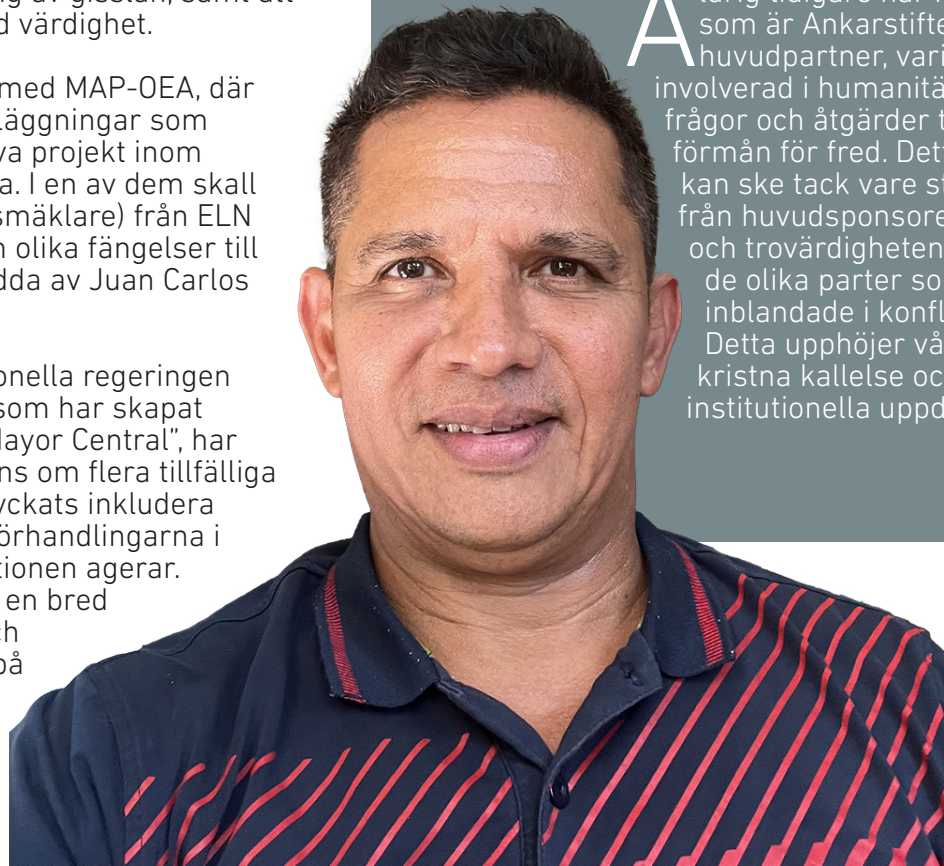 d värdighet.
med MAP-OEA, där
läggningar som
va projekt inom
a. I en av dem skall
smäklare) från ELN
n olika fängelser till
dda av Juan Carlos
onella regeringen
som har skapat
Mayor Central”, har
ns om flera tillfälliga
yckats inkludera
örhandlingarna i
tionen agerar.
en bred
ch
på
A
som är Ankarstifte
huvudpartner, vari
involverad i humanitä
frågor och åtgärder t
förmån för fred. Dett
kan ske tack vare st
från huvudsponsore
och trovärdigheten
de olika parter so
inblandade i konfl
Detta upphöjer vå
kristna kallelse oc
institutionella uppd